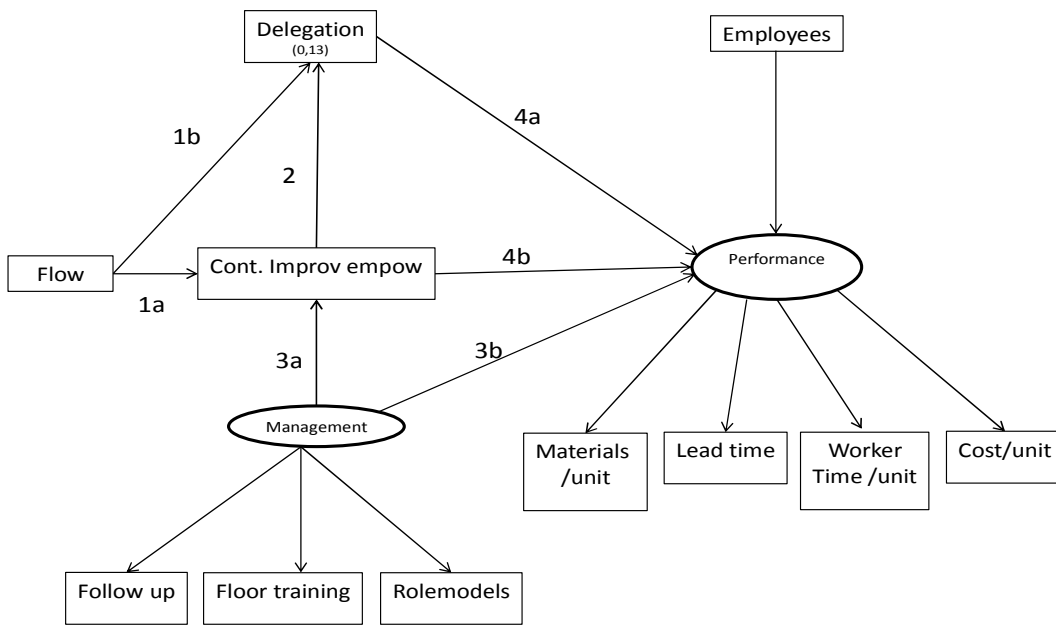 Delegation
(0,13)
Employees
4a
1b
2
Flow
Cont. Improv empow
4b
Performance
1a
3a
3b
Management
Materials
/unit
Lead time
Worker
Time /unit
Cost/unit
Follow up
Floor training
Rolemodels